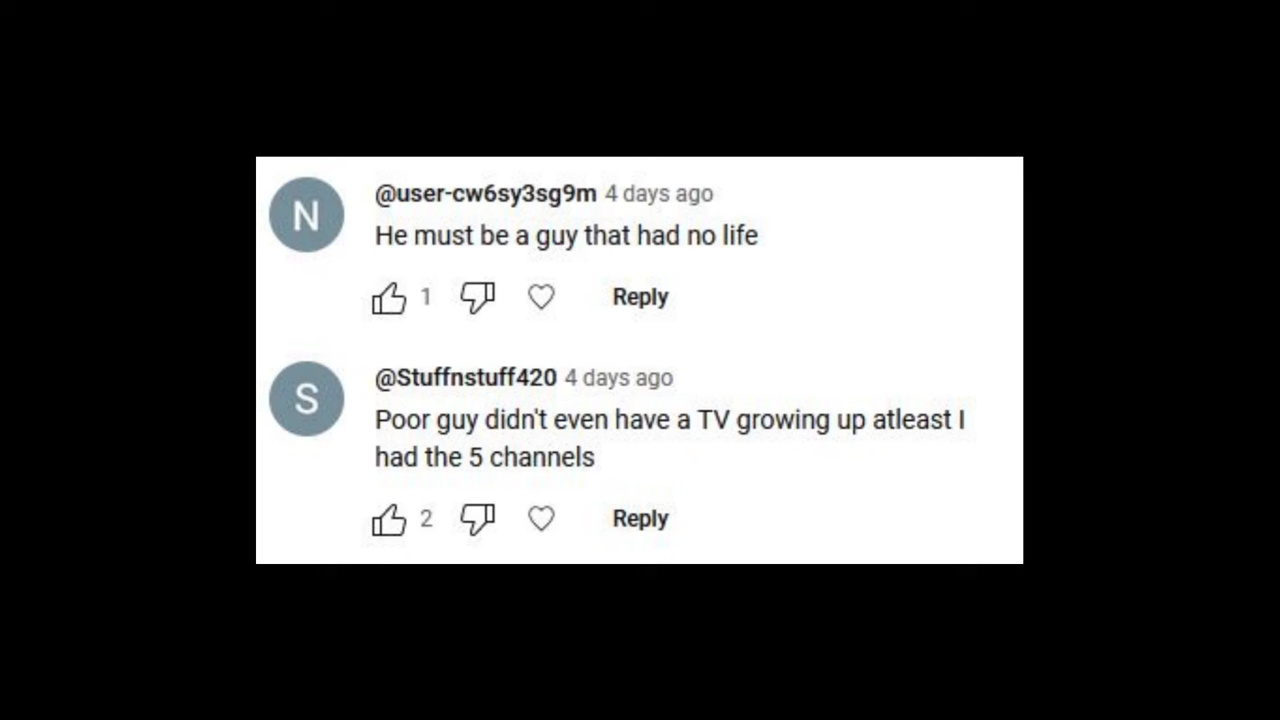 N
@user-cw6sy3sg9m 4 days ago
He must be a guy that had no life
1 Reply
S
@Stuffnstuff420 4 days ago
Poor guy didn't even have a TV growing up atleast I
had the 5 channels
2 Reply